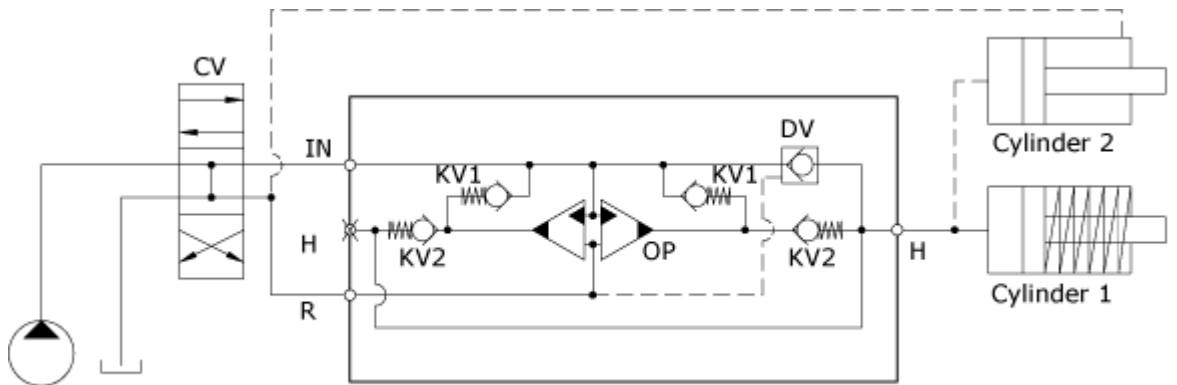 CV
Cylinder 2
IN
DV
KV1
KV1
H
KV2
OP
KV2
H
Cylinder 1
R